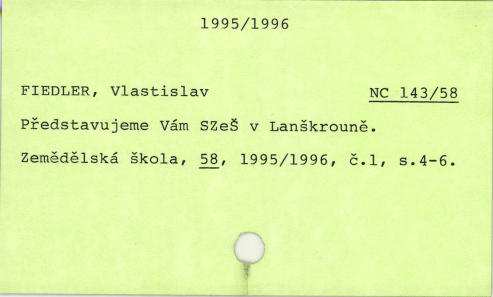 1995/1996
FIEDLER, Vlastislav NC 143/58
Představujeme Vám SZeŠ v Lanškrouně.
Zemědělská škola, 58, 1995/1996, č.1, s.4-6.